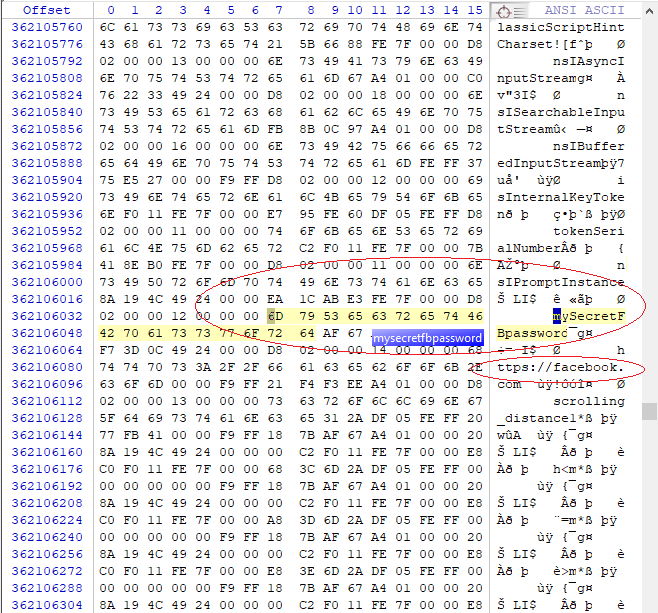 Offset 0 1 2 3 4 5 6 7 8 9 10 11 12 13 14 15 ANSI ASCII
362105760 6C 61 73 73 69 63 53 63 72 69 70 74 48 69 6E 74 lassicScriptHint
362105776 43 68 61 72 73 65 74 21 5B 66 88 FE 7F 00 00 D8 Charset![fˆþ Ø
362105792 02 00 00 13 00 00 00 6E 73 49 41 73 79 6E 63 49 nsIAsyncI
362105808 6E 70 75 74 53 74 72 65 61 6D 67 A4 01 00 00 C0 nputStreamg¤ À
362105824 76 22 33 49 24 00 00 D8 02 00 00 18 00 00 00 6E v"3I$ Ø n
362105840 73 49 53 65 61 72 63 68 61 62 6C 65 49 6E 70 75 sISearchableInpu
362105856 74 53 74 72 65 61 6D FB 8B 0C 97 A4 01 00 00 D8 tStreamû‹ —¤ Ø
362105872 02 00 00 16 00 00 00 6E 73 49 42 75 66 66 65 72 nsIBuffer
362105888 65 64 49 6E 70 75 74 53 74 72 65 61 6D FE FF 37 edInputStreamþÿ7
362105904 75 E5 27 00 00 F9 FF D8 02 00 00 12 00 00 00 69 uå' ùÿØ i
362105920 73 49 6E 74 65 72 6E 61 6C 4B 65 79 54 6F 6B 65 sInternalKeyToke
362105936 6E F0 11 FE 7F 00 00 E7 95 FE 60 DF 05 FE FF D8 nð þ ç•þ`ß þÿØ
362105952 02 00 00 11 00 00 00 74 6F 6B 65 6E 53 65 72 69 tokenSeri
362105968 61 6C 4E 75 6D 62 65 72 C2 F0 11 FE 7F 00 00 7B alNumberÂð þ {
362105984 41 8E B0 FE 7F 00 00 D8 02 00 00 11 00 00 00 6E AŽ°þ Ø n
362106000 73 49 50 72 6F 6D 70 74 49 6E 73 74 61 6E 63 65 sIPromptInstance
362106016 8A 19 4C 49 24 00 00 EA 1C AB E3 FE 7F 00 00 D8 Š LI$ ê «ãþ Ø
362106032 02 00 00 12 00 00 00 6D 79 53 65 63 72 65 74 46 mySecretF
362106048 42 70 61 73 73 77 6F 72 64 AF 67 Bpassword¯g¤
mysecretfbpassword
362106064 F7 3D 0C 49 24 00 00 D8 02 00 00 14 00 00 00 68 ÷= I$ Ø h
362106080 74 74 70 73 3A 2F 2F 66 61 63 65 62 6F 6F 6B 2E ttps://facebook.
362106096 63 6F 6D 00 00 F9 FF 21 F4 F3 EE A4 01 00 00 D8 com ùÿ!ôóî¤ Ø
362106112 02 00 00 13 00 00 00 73 63 72 6F 6C 6C 69 6E 67 scrolling
362106128 5F 64 69 73 74 61 6E 63 65 31 2A DF 05 FE FF 20 _distance1*ß þÿ
362106144 77 FB 41 00 00 F9 FF 18 7B AF 67 A4 01 00 00 20 wûA ùÿ {¯g¤
362106160 8A 19 4C 49 24 00 00 00 C2 F0 11 FE 7F 00 00 E8 Š LI$ Âð þ è
362106176 C0 F0 11 FE 7F 00 00 68 3C 6D 2A DF 05 FE FF 00 Àð þ h<m*ß þÿ
362106192 00 00 00 00 00 F9 FF 18 7B AF 67 A4 01 00 00 20 ùÿ {¯g¤
362106208 8A 19 4C 49 24 00 00 00 C2 F0 11 FE 7F 00 00 E8 Š LI$ Âð þ è
362106224 C0 F0 11 FE 7F 00 00 A8 3D 6D 2A DF 05 FE FF 00 Àð þ ¨=m*ß þÿ
362106240 00 00 00 00 00 F9 FF 18 7B AF 67 A4 01 00 00 20 ùÿ {¯g¤
362106256 8A 19 4C 49 24 00 00 00 C2 F0 11 FE 7F 00 00 E8 Š LI$ Âð þ è
362106272 C0 F0 11 FE 7F 00 00 E8 3E 6D 2A DF 05 FE FF 00 Àð þ è>m*ß þÿ
362106288 00 00 00 00 00 F9 FF 18 7B AF 67 A4 01 00 00 20 ùÿ {¯g¤
362106304 8A 19 4C 49 24 00 00 00 C2 F0 11 FE 7F 00 00 E8 Š LI$ Âð þ è